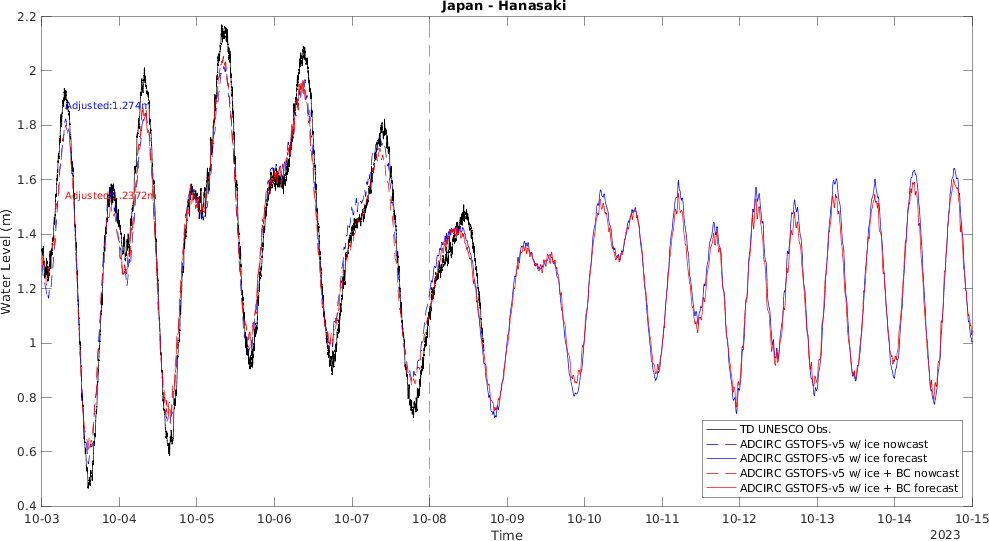 Japan - Hanasaki
2.2
2
1.8
1.6
1.4
1.2
1
0.8
0.6
0.4
Water Level (m)
Adjusted:1.274m
Adjusted:1.2372m
TD UNESCO Obs.
ADCIRC GSTOFS-v5 w/ ice nowcast
ADCIRC GSTOFS-v5 w/ ice forecast
ADCIRC GSTOFS-v5 w/ ice + BC nowcast
ADCIRC GSTOFS-v5 w/ ice + BC forecast
10-03 10-04 10-05 10-06 10-07 10-08 10-09 10-10 10-11 10-12 10-13 10-14 10-15
Time
2023